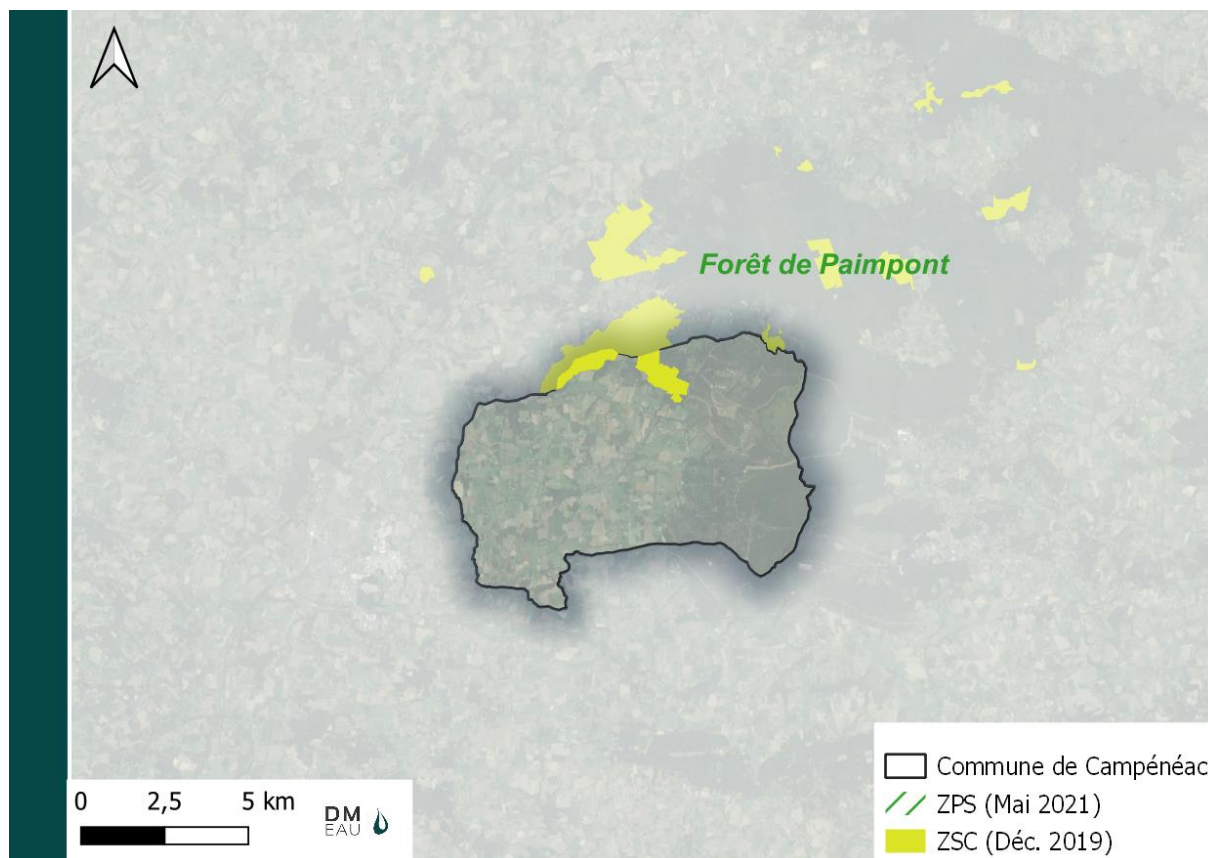 Forêt de Paimpont
0 2,5 5 km
DM
EAU
Commune de Campénéac
ZPS (Mai 2021)
ZSC (Déc. 2019)